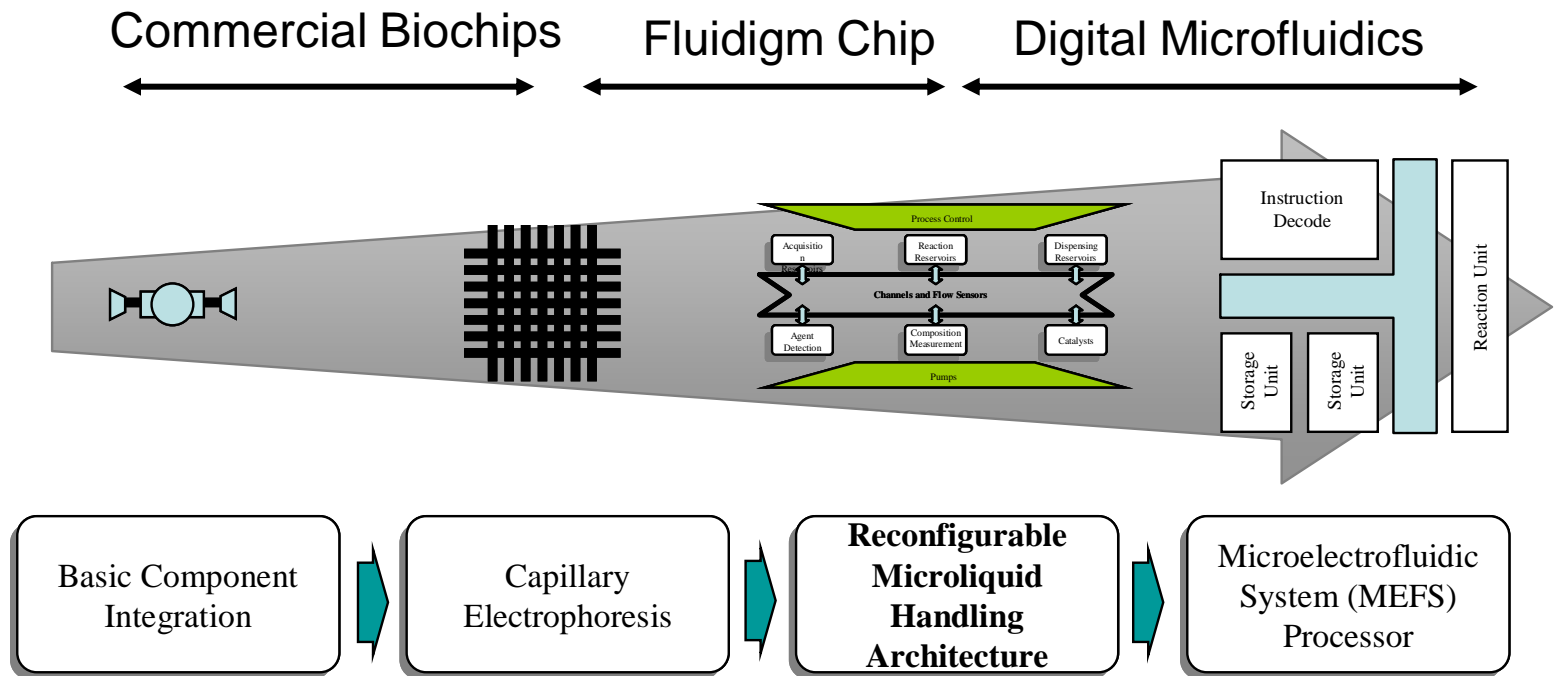 Commercial Biochips
Fluidigm Chip
Digital Microfluidics
Process Control
Acquisitio
n
Reservoirs
Reaction
Reservoirs
Dispensing
Reservoirs
Channels and Flow Sensors
Agent
Detection
Composition
Measurement
Catalysts
Pumps
Instruction
Decode
Storage
Unit
Storage
Unit
Reaction Unit
Basic Component
Integration
Capillary
Electrophoresis
Reconfigurable
Microliquid
Handling
Architecture
Microelectrofluidic
System (MEFS)
Processor